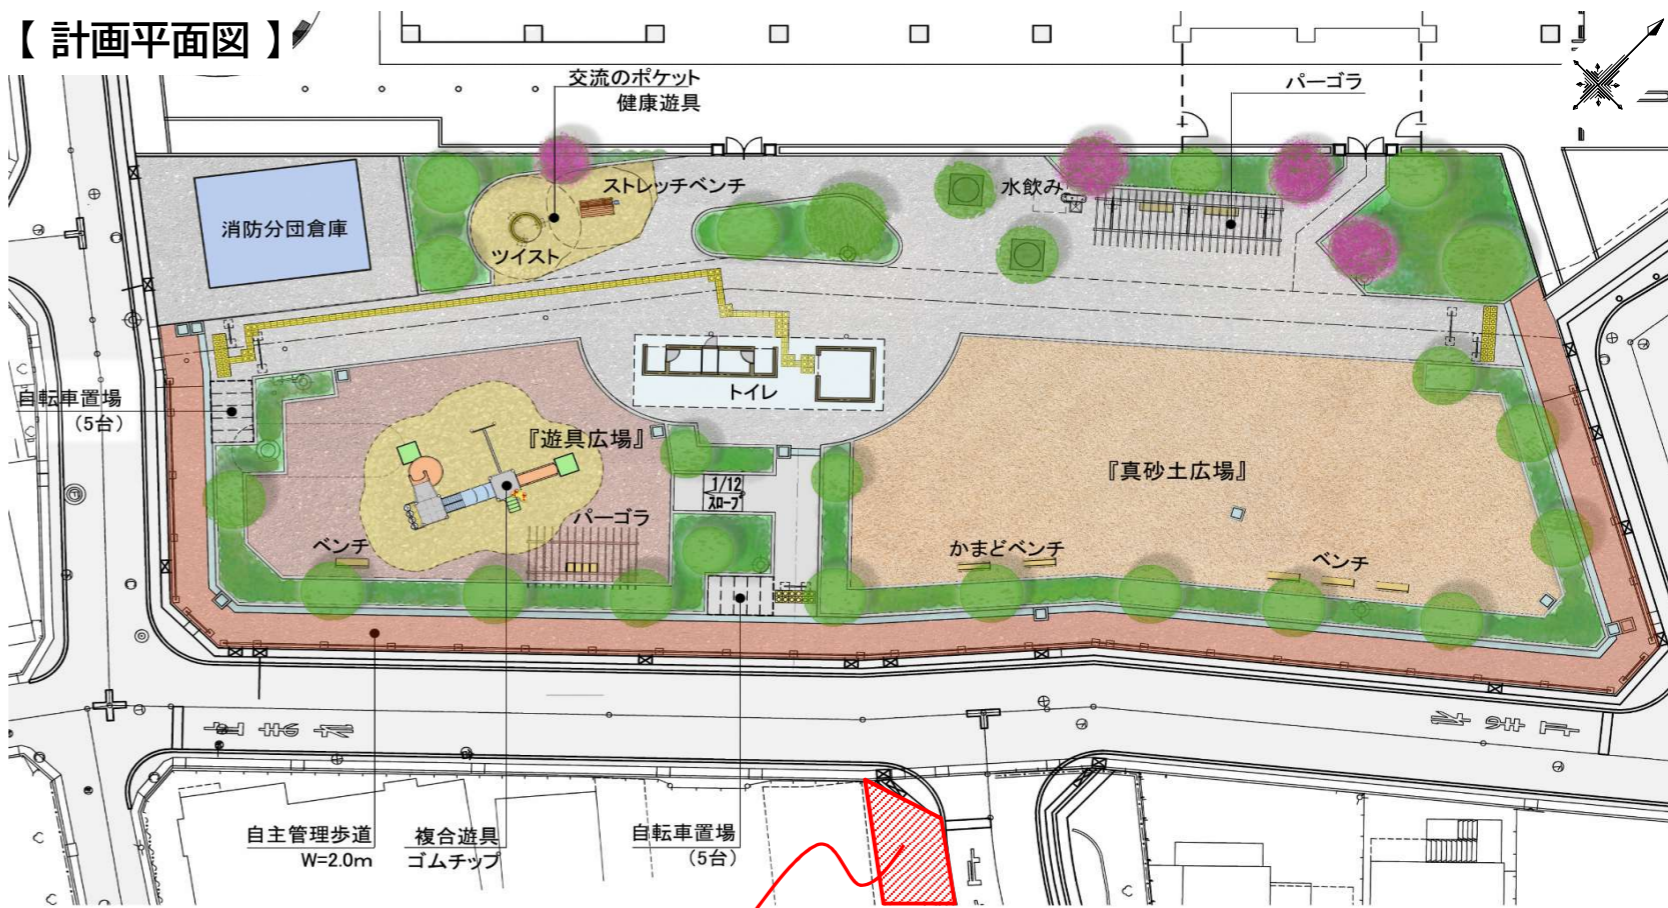 【 計画平面図 】
交流のポケット
健康遊具
パーゴラ
ストレッチベンチ
水飲み
消防分団倉庫
ツイスト
トイレ
自転車置場
(5台)
『遊具広場』
『真砂土広場』
1/12
スロープ
パーゴラ
ベンチ
かまどベンチ
ベンチ
自主管理歩道
W=2.0m
複合遊具
ゴムチップ
自転車置場
(5台)